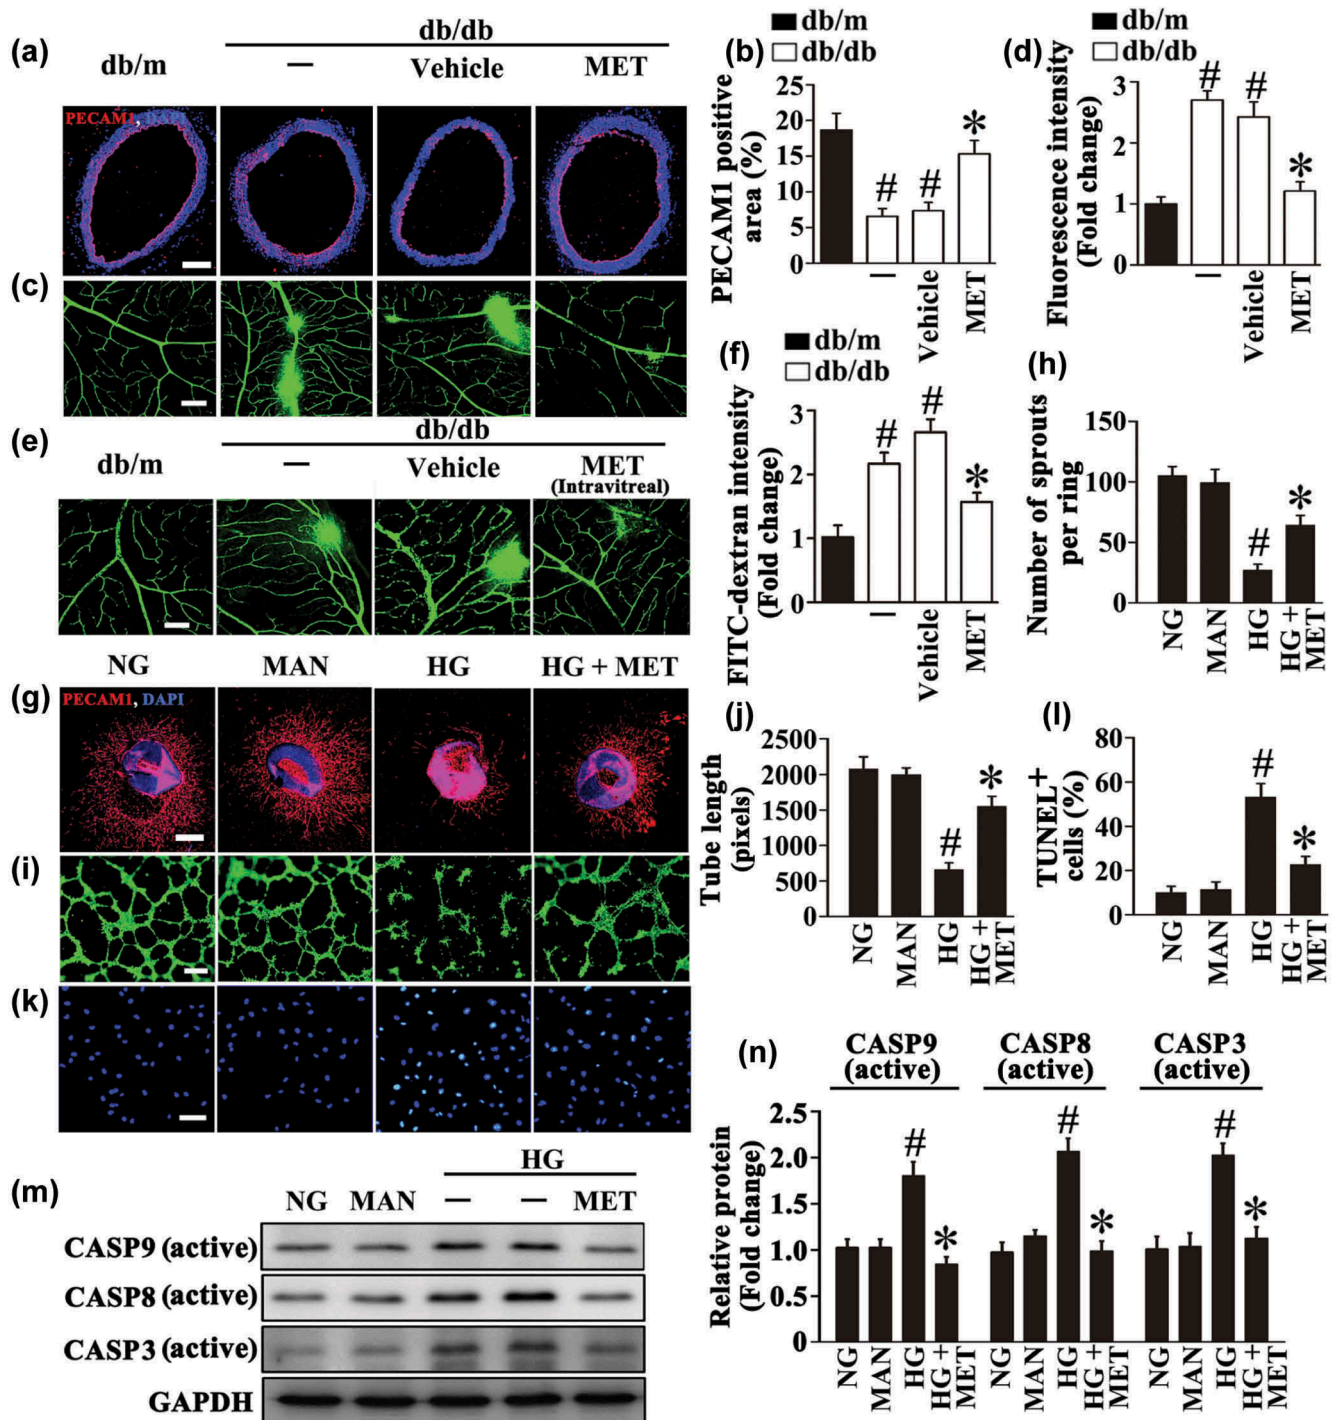 (a)
db/db
db/m
—
Vehicle
MET
PECAM1, DAPI
(c)
(e)
db/db
db/m
—
Vehicle
MET
(Intravitreal)
NG
MAN
HG
HG + MET
(g)
PECAM1, DAPI
(i)
(k)
(m)
HG
NG
MAN
—
—
MET
CASP9 (active)
CASP8 (active)
CASP3 (active)
GAPDH
(b)
db/m
db/db
PECAM1 positive
area (%)
25
20
15
10
5
0
#
#
*
—
Vehicle
MET
(d)
db/m
db/db
Fluorescence intensity
(Fold change)
3
2
1
0
#
#
*
—
Vehicle
MET
(f)
db/m
db/db
FITC-dextran intensity
(Fold change)
3
2
1
0
#
#
*
—
Vehicle
MET
(h)
Number of sprouts
per ring
150
100
50
0
#
*
NG
MAN
HG
HG +
MET
(j)
Tube length
(pixels)
2500
2000
1500
1000
500
0
#
*
NG
MAN
HG
HG +
MET
(l)
TUNEL+
cells (%)
80
60
40
20
0
#
*
NG
MAN
HG
HG +
MET
(n)
CASP9
(active)
CASP8
(active)
CASP3
(active)
Relative protein
(Fold change)
2.5
2.0
1.5
1.0
0.5
0
#
*
#
*
#
*
NG
MAN
HG
HG +
MET
NG
MAN
HG
HG +
MET
NG
MAN
HG
HG +
MET